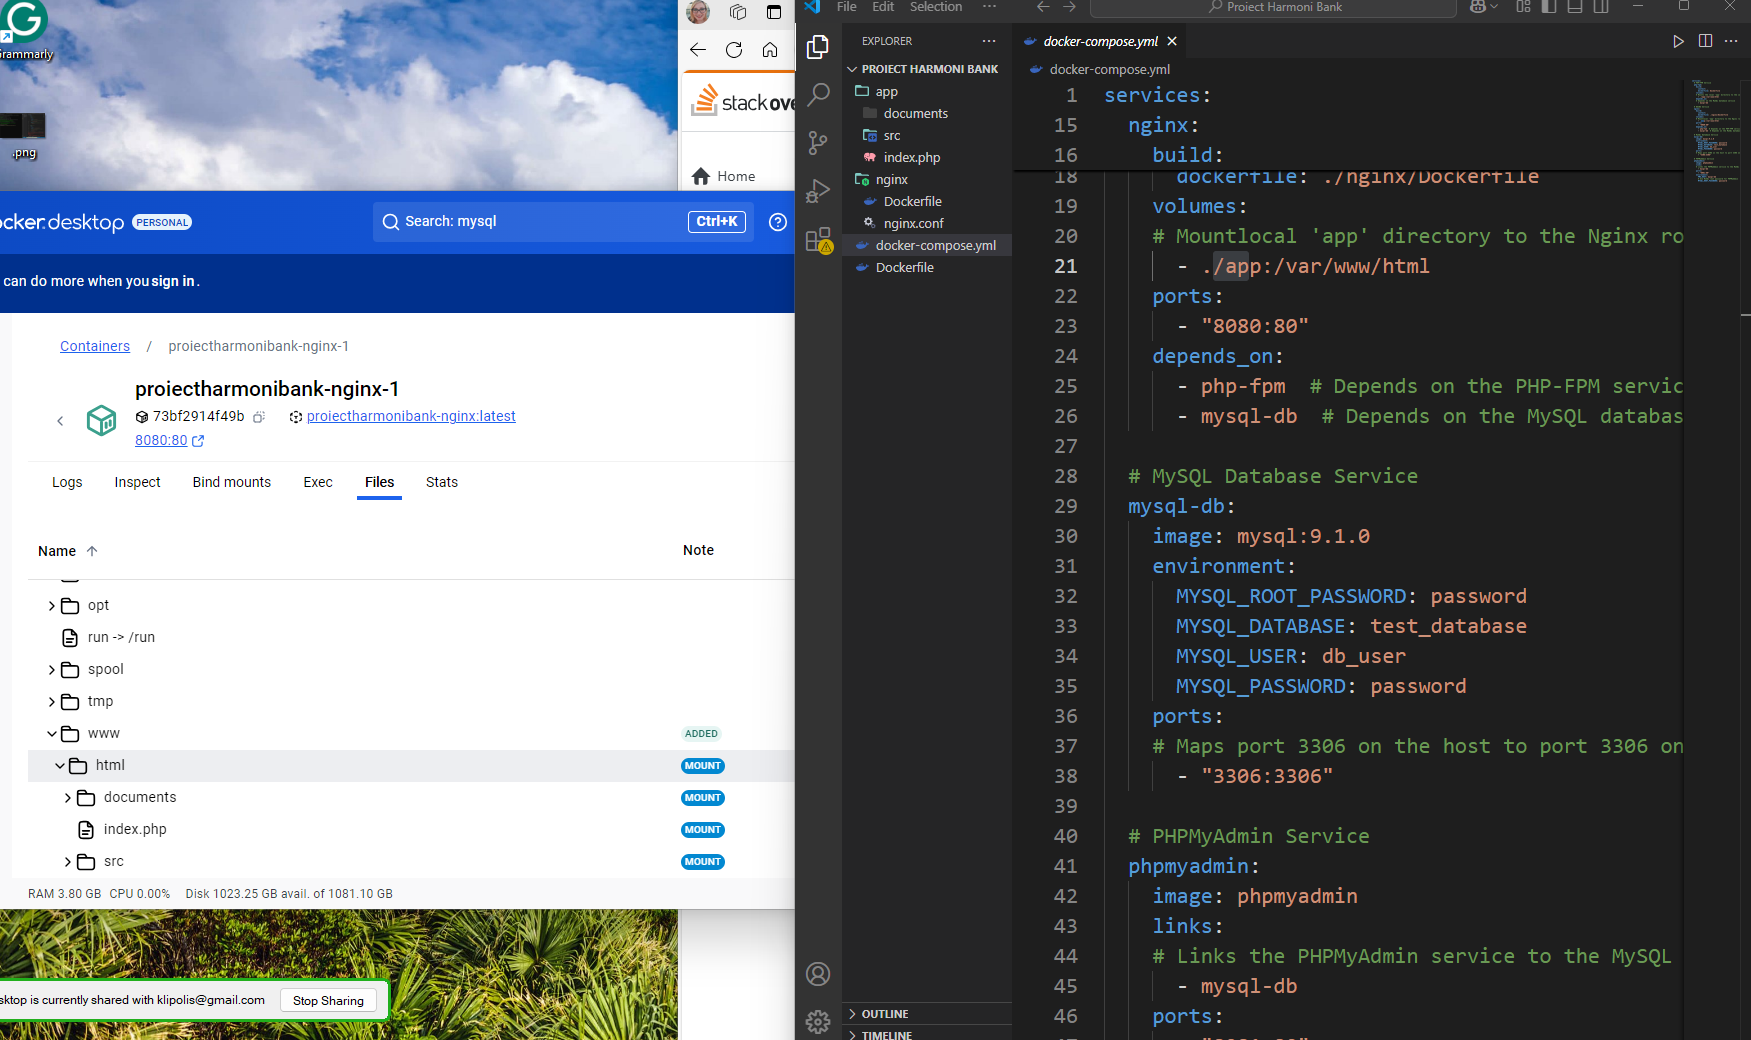 Grammarly
.png
stack ove
Home
ocker.desktop PERSONAL
Search: mysql Ctrl+K
can do more when you sign in.
Containers / proiectharmonibank-nginx-1
proiectharmonibank-nginx-1
73bf2914f49b proiectharmonibank-nginx:latest
8080:80
Logs Inspect Bind mounts Exec Files Stats
Name Note
opt
run -> /run
spool
tmp
www ADDED
html MOUNT
documents MOUNT
index.php MOUNT
src MOUNT
RAM 3.80 GB CPU 0.00% Disk 1023.25 GB avail. of 1081.10 GB
sktop is currently shared with klipolis@gmail.com Stop Sharing
File Edit Selection ··· Proiect Harmoni Bank
EXPLORER ···
PROIECT HARMONI BANK
app
documents
src
index.php
nginx
Dockerfile
nginx.conf
docker-compose.yml
Dockerfile
OUTLINE
TIMELINE
docker-compose.yml
docker-compose.yml
1 services:
15 nginx:
16 build:
18 dockerfile: ./nginx/Dockerfile
19 volumes:
20 # Mountlocal 'app' directory to the Nginx ro
21 - ./app:/var/www/html
22 ports:
23 - "8080:80"
24 depends_on:
25 - php-fpm # Depends on the PHP-FPM servic
26 - mysql-db # Depends on the MySQL databas
27
28 # MySQL Database Service
29 mysql-db:
30 image: mysql:9.1.0
31 environment:
32 MYSQL_ROOT_PASSWORD: password
33 MYSQL_DATABASE: test_database
34 MYSQL_USER: db_user
35 MYSQL_PASSWORD: password
36 ports:
37 # Maps port 3306 on the host to port 3306 on
38 - "3306:3306"
39
40 # PHPMyAdmin Service
41 phpmyadmin:
42 image: phpmyadmin
43 links:
44 # Links the PHPMyAdmin service to the MySQL
45 - mysql-db
46 ports: